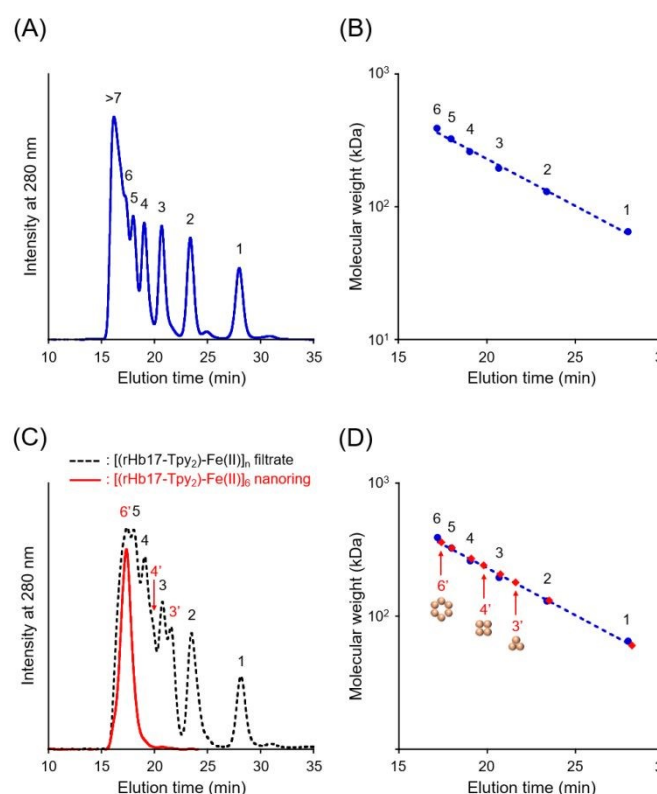 (A)
Intensity at 280 nm
>7
6
5
4
3
2
1
10 15 20 25 30 35
Elution time (min)
(B)
Molecular weight (kDa)
10³
10²
10¹
6
5
4
3
2
1
15 20 25 30
Elution time (min)
(C)
: [(rHb17-Tpy₂)-Fe(II)]ₙ filtrate
: [(rHb17-Tpy₂)-Fe(II)]₆ nanoring
Intensity at 280 nm
6' 5
4
4'
3
3'
2
1
10 15 20 25 30 35
Elution time (min)
(D)
Molecular weight (kDa)
10³
10²
6
5
4
3
2
1
6'
4'
3'
15 20 25 30
Elution time (min)